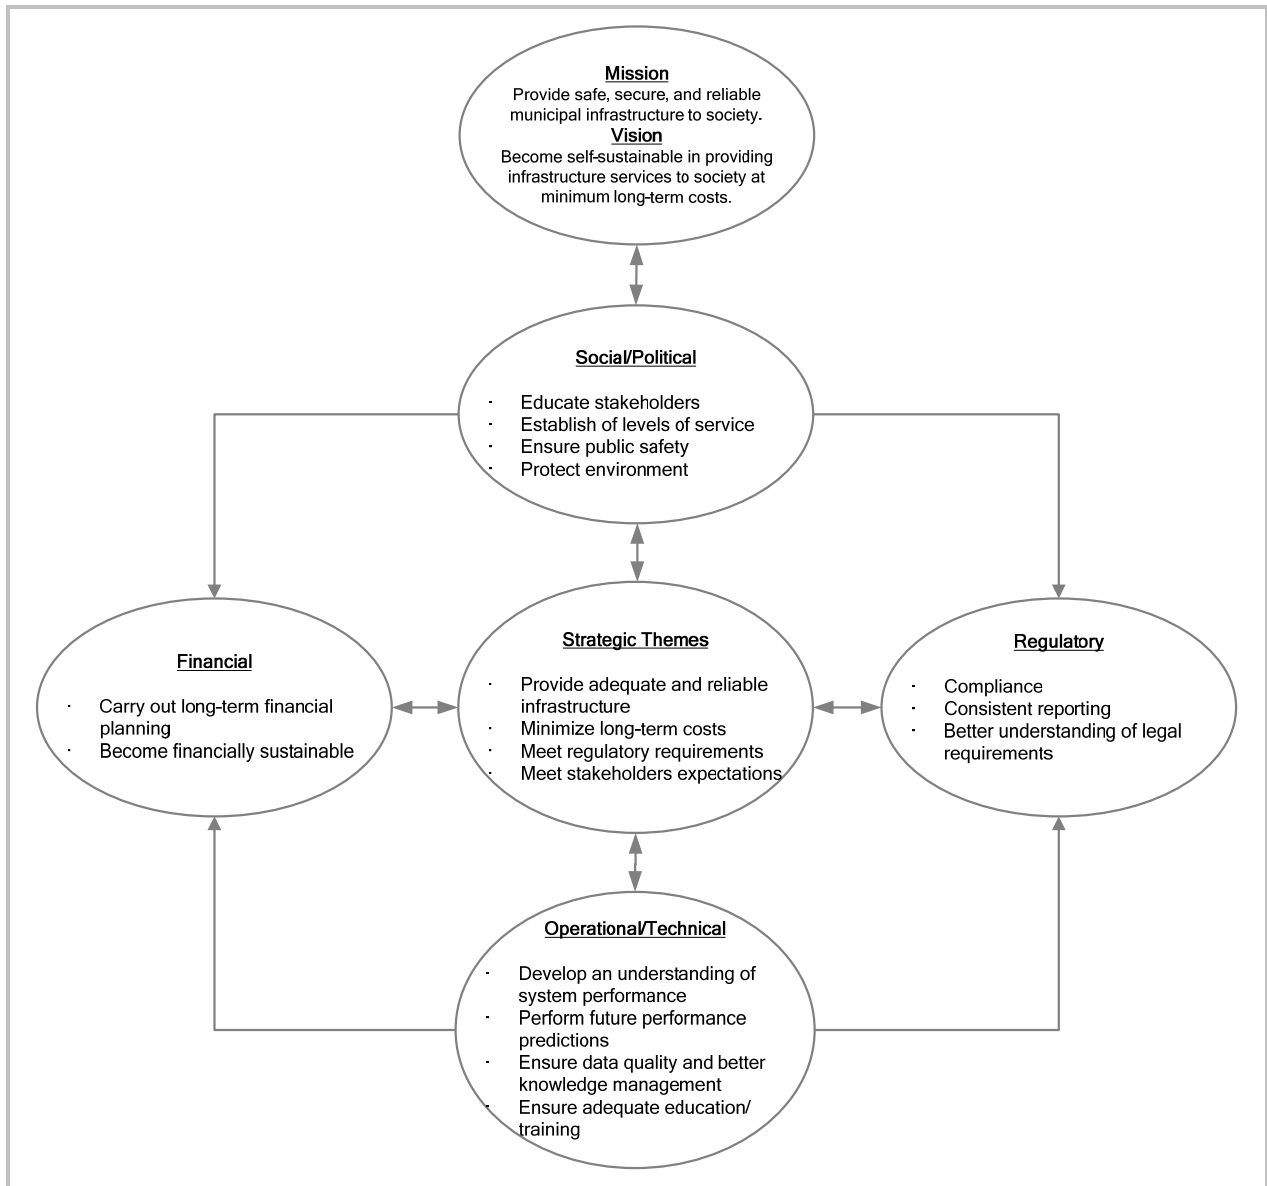 Mission
Provide safe, secure, and reliable
municipal infrastructure to society.
Vision
Become self-sustainable in providing
infrastructure services to society at
minimum long-term costs.
Social/Political
· Educate stakeholders
· Establish of levels of service
· Ensure public safety
· Protect environment
Financial
· Carry out long-term financial
planning
· Become financially sustainable
Strategic Themes
· Provide adequate and reliable
infrastructure
· Minimize long-term costs
· Meet regulatory requirements
· Meet stakeholders expectations
Regulatory
· Compliance
· Consistent reporting
· Better understanding of legal
requirements
Operational/Technical
· Develop an understanding of
system performance
· Perform future performance
predictions
· Ensure data quality and better
knowledge management
· Ensure adequate education/
training